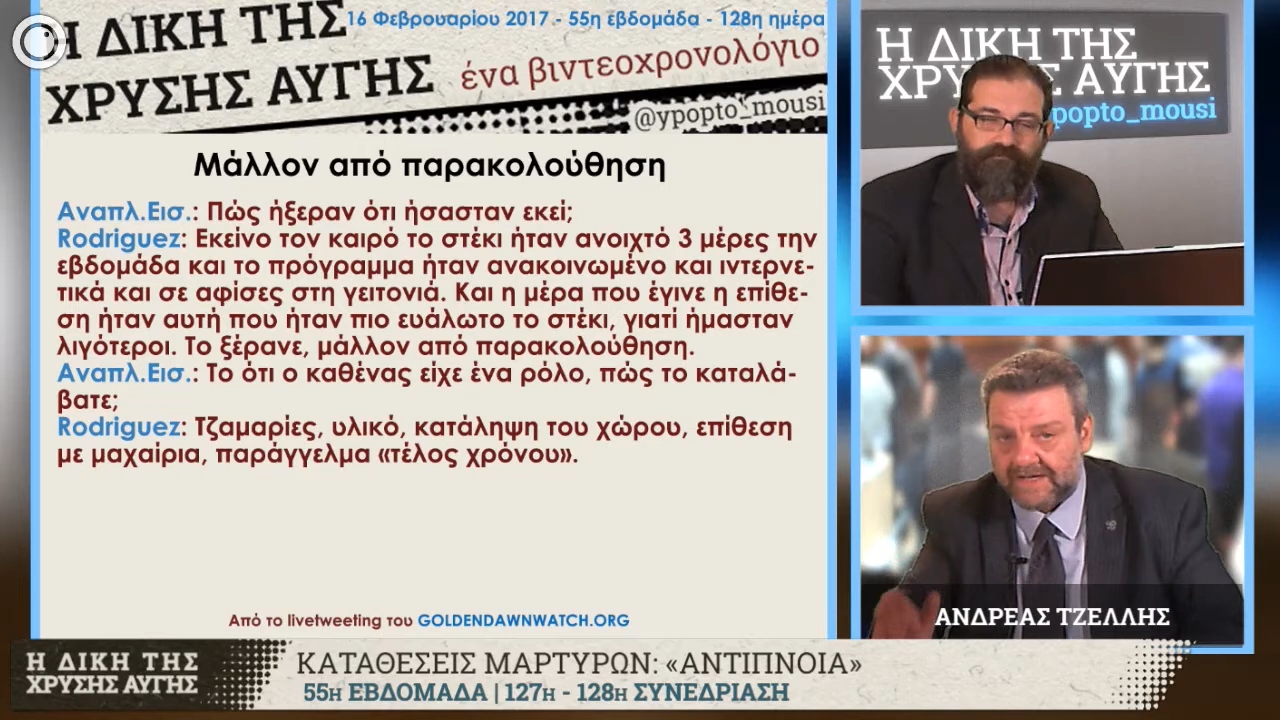 16 Φεβρουαρίου 2017 - 55η εβδομάδα - 128η ημέρα
Η ΔΙΚΗ ΤΗΣ
ΧΡΥΣΗΣ ΑΥΓΗΣ ένα βιντεοχρονολόγιο
@ypopto_mousi
Μάλλον από παρακολούθηση
Αναπλ.Εισ.: Πώς ήξεραν ότι ήσασταν εκεί;
Rodriguez: Εκείνο τον καιρό το στέκι ήταν ανοιχτό 3 μέρες την
εβδομάδα και το πρόγραμμα ήταν ανακοινωμένο και ιντερνε-
τικά και σε αφίσες στη γειτονιά. Και η μέρα που έγινε η επίθε-
ση ήταν αυτή που ήταν πιο ευάλωτο το στέκι, γιατί ήμασταν
λιγότεροι. Το ξέρανε, μάλλον από παρακολούθηση.
Αναπλ.Εισ.: Το ότι ο καθένας είχε ένα ρόλο, πώς το καταλά-
βατε;
Rodriguez: Τζαμαρίες, υλικό, κατάληψη του χώρου, επίθεση
με μαχαίρια, παράγγελμα «τέλος χρόνου».
Από το livetweeting του GOLDENDAWNWATCH.ORG
Η ΔΙΚΗ ΤΗΣ
ΧΡΥΣΗΣ ΑΥΓΗΣ
ypopto_mousi
ΑΝΔΡΕΑΣ ΤΖΕΛΛΗΣ
Η ΔΙΚΗ ΤΗΣ
ΧΡΥΣΗΣ ΑΥΓΗΣ
ΚΑΤΑΘΕΣΕΙΣ ΜΑΡΤΥΡΩΝ: «ΑΝΤΙΠΝΟΙΑ»
55η ΕΒΔΟΜΑΔΑ | 127η - 128η ΣΥΝΕΔΡΙΑΣΗ